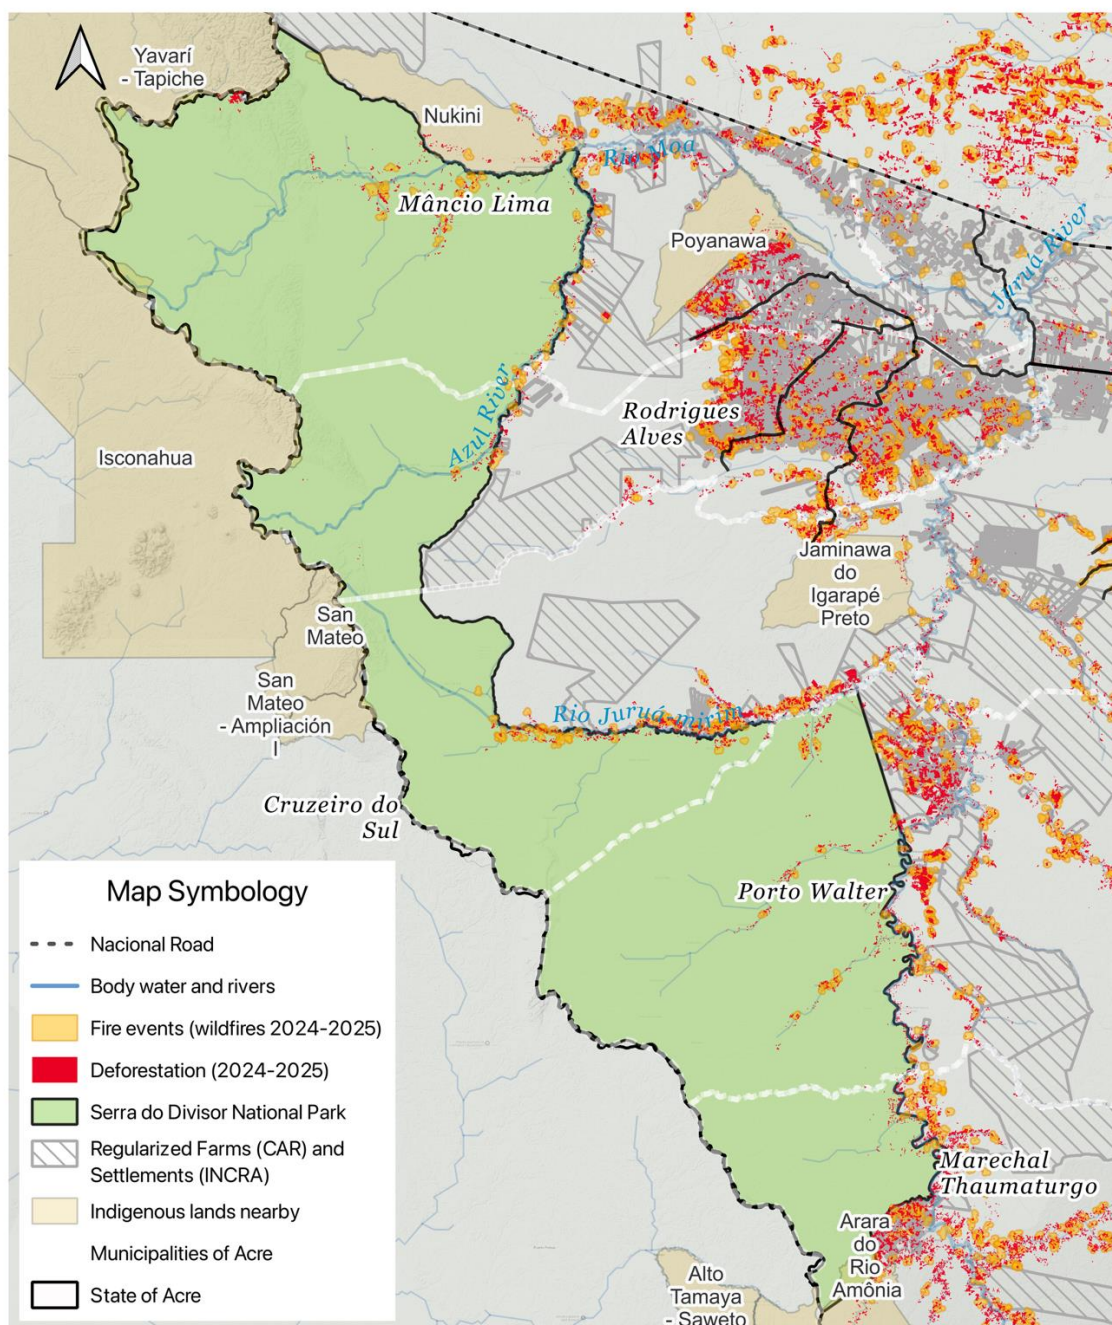 Yavarí
- Tapiche
Nukini
Rio Moa
Mâncio Lima
Poyanawa
Juruá River
Rodrigues
Alves
Azul River
Isconahua
Jaminawa
do
Igarapé
Preto
San
Mateo
San
Mateo
- Ampliación
I
Rio Juruá-mirim
Cruzeiro do
Sul
Porto Walter
Marechal
Thaumaturgo
Arara
do
Rio
Amônia
Alto
Tamaya
- Saweto
Map Symbology
Nacional Road
Body water and rivers
Fire events (wildfires 2024-2025)
Deforestation (2024-2025)
Serra do Divisor National Park
Regularized Farms (CAR) and
Settlements (INCRA)
Indigenous lands nearby
Municipalities of Acre
State of Acre